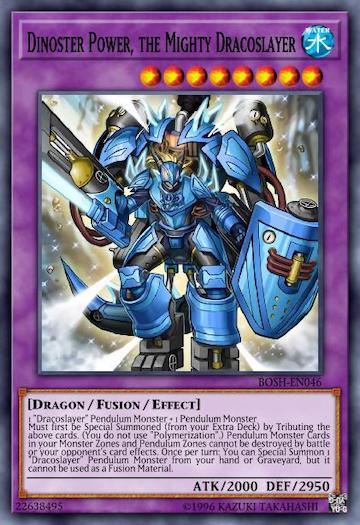 DINOSTER POWER, THE MIGHTY DRACOSLAYER
WATER
水
BOSH-EN046
[DRAGON / FUSION / EFFECT]
1 "Dracoslayer" Pendulum Monster + 1 Pendulum Monster
Must first be Special Summoned (from your Extra Deck) by Tributing the
above cards. (You do not use "Polymerization".) Pendulum Monster Cards
in your Monster Zones and Pendulum Zones cannot be destroyed by battle
or your opponent's card effects. Once per turn: You can Special Summon 1
"Dracoslayer" Pendulum Monster from your hand or Graveyard, but it
cannot be used as a Fusion Material.
ATK/2000 DEF/2950
22638495
©1996 KAZUKI TAKAHASHI